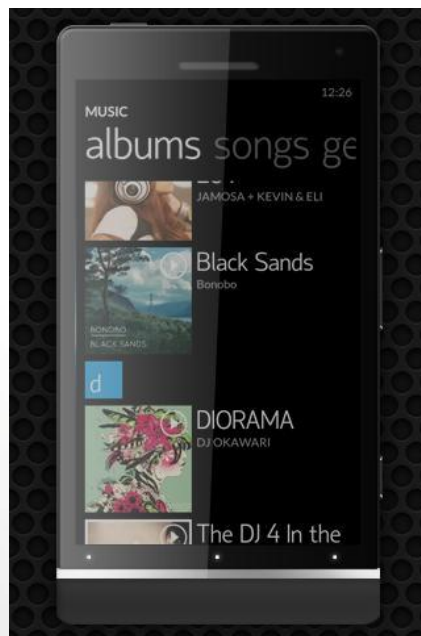 12:26
MUSIC
albums songs ge
JAMOSA + KEVIN & ELI
Black Sands
Bonobo
BONOBO
BLACK SANDS
d
DIORAMA
DJ OKAWARI
The DJ 4 In the